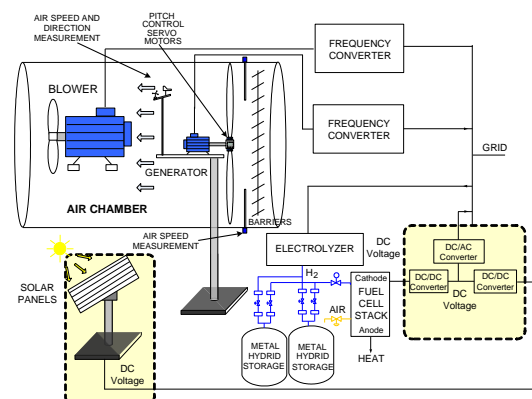 AIR SPEED AND
DIRECTION
MEASUREMENT
PITCH
CONTROL
SERVO
MOTORS
FREQUENCY
CONVERTER
BLOWER
FREQUENCY
CONVERTER
GENERATOR
GRID
AIR CHAMBER
BARRIERS
AIR SPEED
MEASUREMENT
ELECTROLYZER
DC
Voltage
DC/AC
Converter
H2
SOLAR
PANELS
Cathode
FUEL
CELL
STACK
Anode
DC/DC
Converter
DC/DC
Converter
DC
Voltage
AIR
METAL
HYDRID
STORAGE
METAL
HYDRID
STORAGE
HEAT
DC
Voltage